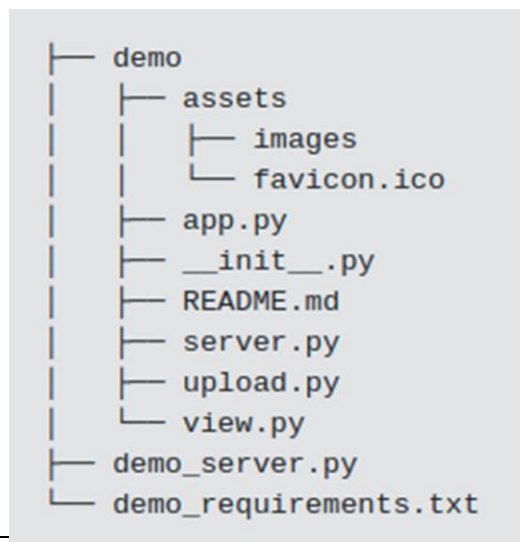 ├── demo
│   ├── assets
│   │   ├── images
│   │   └── favicon.ico
│   ├── app.py
│   ├── __init__.py
│   ├── README.md
│   ├── server.py
│   ├── upload.py
│   └── view.py
├── demo_server.py
└── demo_requirements.txt